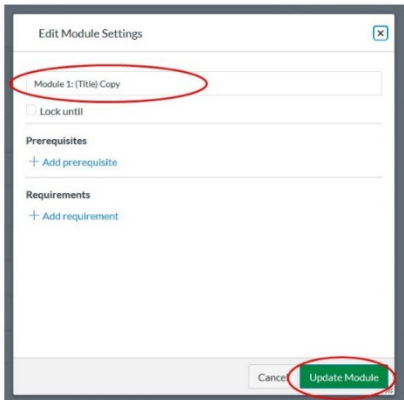 Edit Module Settings
Module 1: (Title) Copy
Lock until
Prerequisites
+ Add prerequisite
Requirements
+ Add requirement
Cancel Update Module